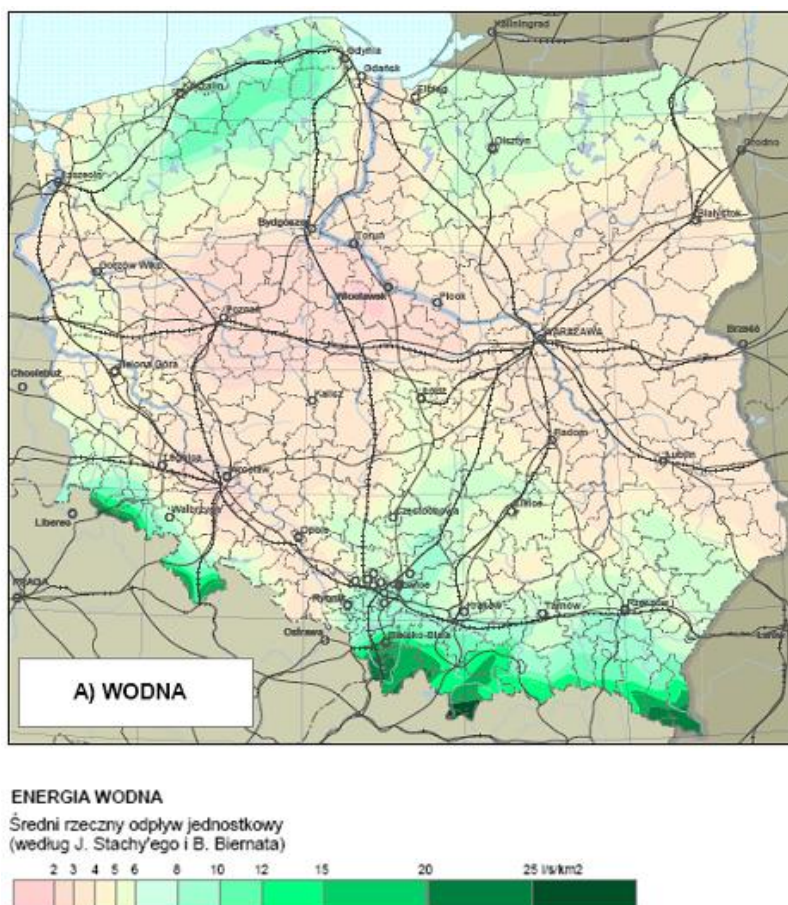 Kaliningrad
Gdynia
Gdańsk
Koszalin
Elbląg
Olsztyn
Grodno
Szczecin
Białystok
Bydgoszcz
Toruń
Gorzów Wlkp.
Włocławek
Płock
Poznań
WARSZAWA
Brześć
Zielona Góra
Kalisz
Łódź
Radom
Legnica
Wrocław
Lublin
Liberec
Wałbrzych
Opole
Częstochowa
Kielce
PRAGA
Rybnik
Kraków
Tarnów
Rzeszów
Ostrawa
Bielsko-Biała
A) WODNA
ENERGIA WODNA
Średni rzeczny odpływ jednostkowy
(według J. Stachy'ego i B. Biernata)
2 3 4 5 6 8 10 12 15 20 25 l/s/km2